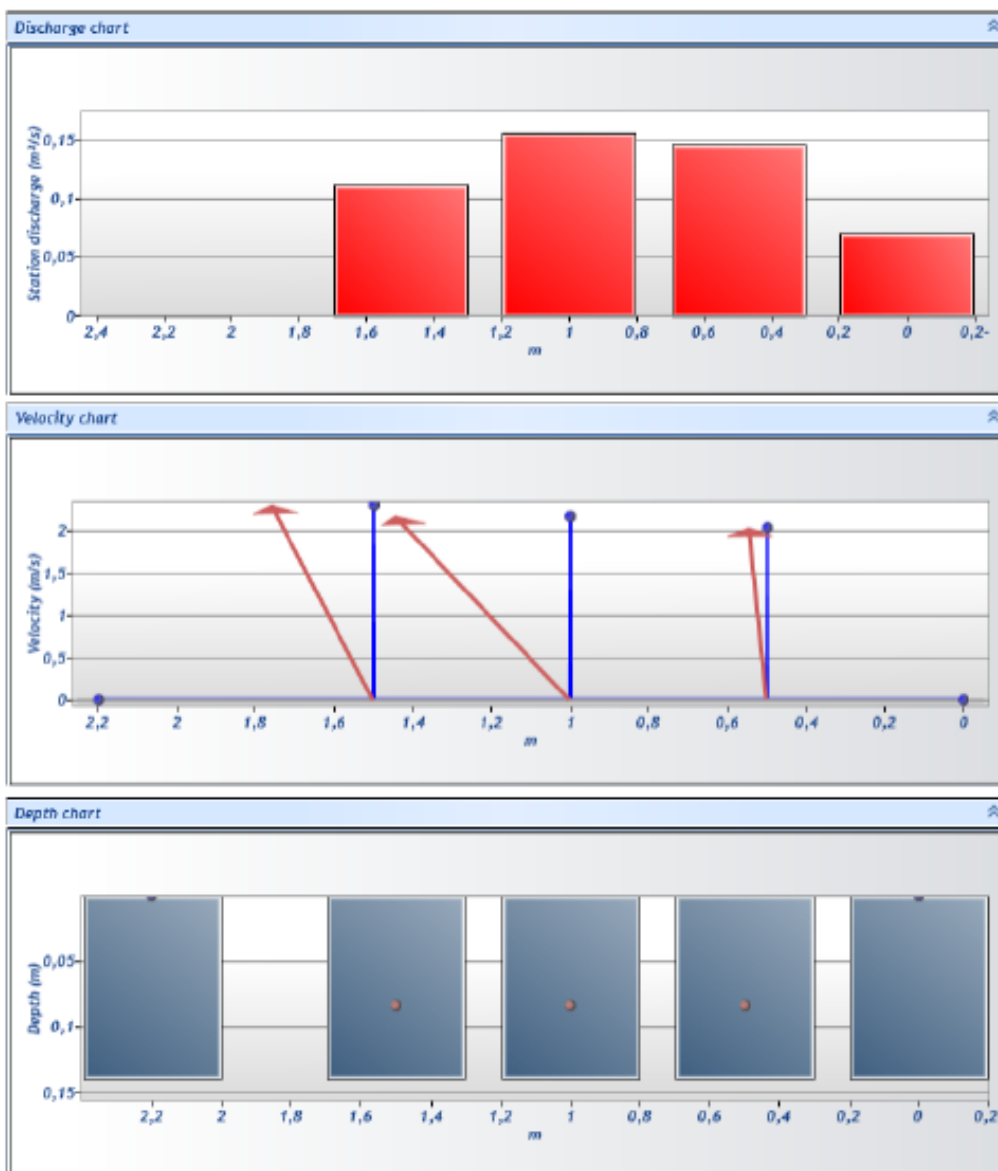 Discharge chart
Station discharge (m³/s)
0,15
0,1
0,05
0
2,4 2,2 2 1,8 1,6 1,4 1,2 1 0,8 0,6 0,4 0,2 0 0,2-
m
Velocity chart
Velocity (m/s)
2
1,5
1
0,5
0
2,2 2 1,8 1,6 1,4 1,2 1 0,8 0,6 0,4 0,2 0
m
Depth chart
Depth (m)
0,05
0,1
0,15
2,2 2 1,8 1,6 1,4 1,2 1 0,8 0,6 0,4 0,2 0 0,2
m